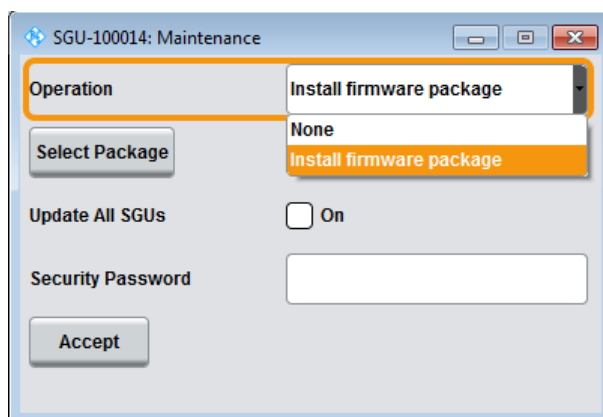 SGU-100014: Maintenance
Operation
Install firmware package
None
Install firmware package
Select Package
Update All SGUs
On
Security Password
Accept